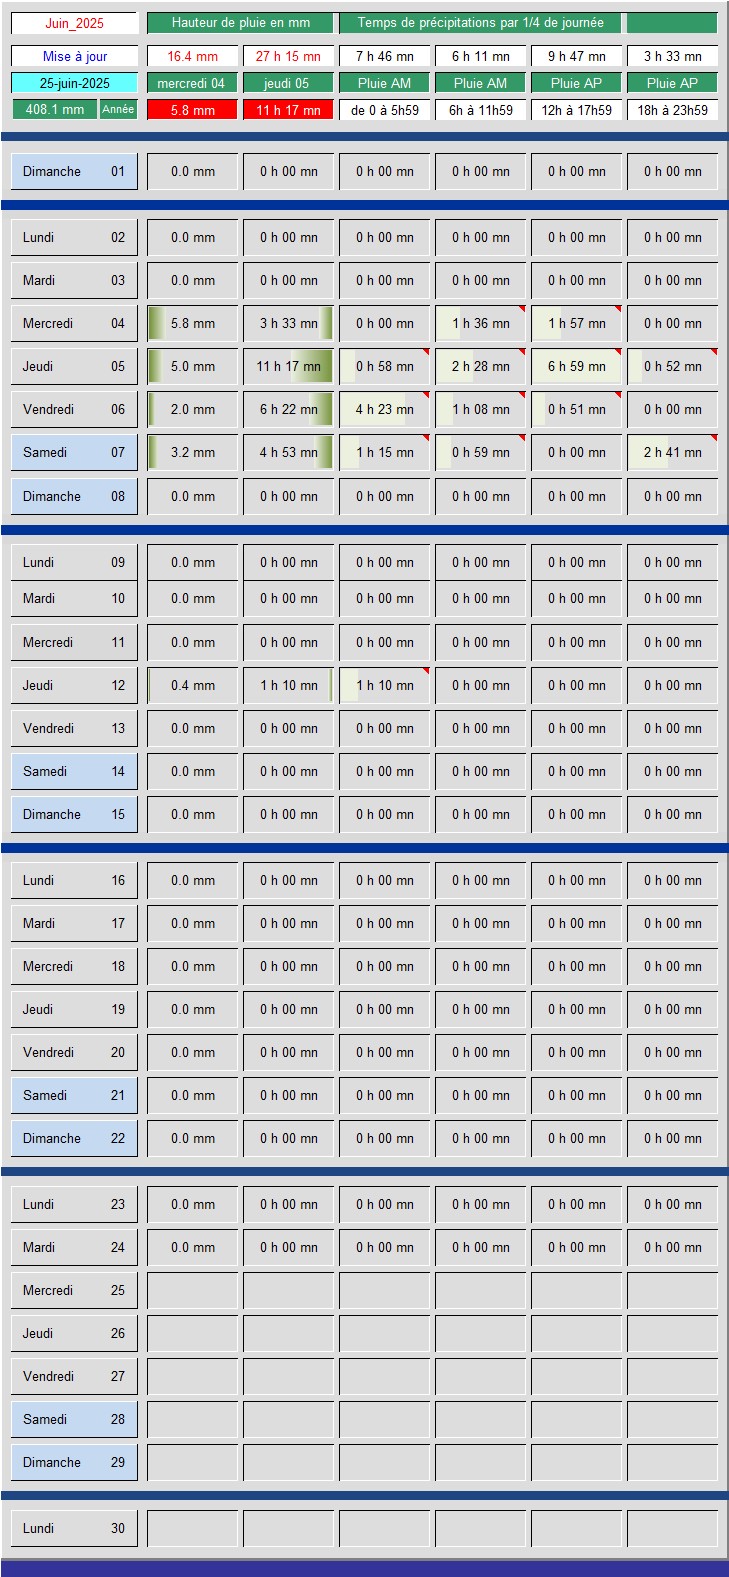 Juin_2025 Hauteur de pluie en mm Temps de précipitations par 1/4 de journée
Mise à jour 16.4 mm 27 h 15 mn 7 h 46 mn 6 h 11 mn 9 h 47 mn 3 h 33 mn
25-juin-2025 mercredi 04 jeudi 05 Pluie AM Pluie AM Pluie AP Pluie AP
408.1 mm Année 5.8 mm 11 h 17 mn de 0 à 5h59 6h à 11h59 12h à 17h59 18h à 23h59
Dimanche 01 0.0 mm 0 h 00 mn 0 h 00 mn 0 h 00 mn 0 h 00 mn 0 h 00 mn
Lundi 02 0.0 mm 0 h 00 mn 0 h 00 mn 0 h 00 mn 0 h 00 mn 0 h 00 mn
Mardi 03 0.0 mm 0 h 00 mn 0 h 00 mn 0 h 00 mn 0 h 00 mn 0 h 00 mn
Mercredi 04 5.8 mm 3 h 33 mn 0 h 00 mn 1 h 36 mn 1 h 57 mn 0 h 00 mn
Jeudi 05 5.0 mm 11 h 17 mn 0 h 58 mn 2 h 28 mn 6 h 59 mn 0 h 52 mn
Vendredi 06 2.0 mm 6 h 22 mn 4 h 23 mn 1 h 08 mn 0 h 51 mn 0 h 00 mn
Samedi 07 3.2 mm 4 h 53 mn 1 h 15 mn 0 h 59 mn 0 h 00 mn 2 h 41 mn
Dimanche 08 0.0 mm 0 h 00 mn 0 h 00 mn 0 h 00 mn 0 h 00 mn 0 h 00 mn
Lundi 09 0.0 mm 0 h 00 mn 0 h 00 mn 0 h 00 mn 0 h 00 mn 0 h 00 mn
Mardi 10 0.0 mm 0 h 00 mn 0 h 00 mn 0 h 00 mn 0 h 00 mn 0 h 00 mn
Mercredi 11 0.0 mm 0 h 00 mn 0 h 00 mn 0 h 00 mn 0 h 00 mn 0 h 00 mn
Jeudi 12 0.4 mm 1 h 10 mn 1 h 10 mn 0 h 00 mn 0 h 00 mn 0 h 00 mn
Vendredi 13 0.0 mm 0 h 00 mn 0 h 00 mn 0 h 00 mn 0 h 00 mn 0 h 00 mn
Samedi 14 0.0 mm 0 h 00 mn 0 h 00 mn 0 h 00 mn 0 h 00 mn 0 h 00 mn
Dimanche 15 0.0 mm 0 h 00 mn 0 h 00 mn 0 h 00 mn 0 h 00 mn 0 h 00 mn
Lundi 16 0.0 mm 0 h 00 mn 0 h 00 mn 0 h 00 mn 0 h 00 mn 0 h 00 mn
Mardi 17 0.0 mm 0 h 00 mn 0 h 00 mn 0 h 00 mn 0 h 00 mn 0 h 00 mn
Mercredi 18 0.0 mm 0 h 00 mn 0 h 00 mn 0 h 00 mn 0 h 00 mn 0 h 00 mn
Jeudi 19 0.0 mm 0 h 00 mn 0 h 00 mn 0 h 00 mn 0 h 00 mn 0 h 00 mn
Vendredi 20 0.0 mm 0 h 00 mn 0 h 00 mn 0 h 00 mn 0 h 00 mn 0 h 00 mn
Samedi 21 0.0 mm 0 h 00 mn 0 h 00 mn 0 h 00 mn 0 h 00 mn 0 h 00 mn
Dimanche 22 0.0 mm 0 h 00 mn 0 h 00 mn 0 h 00 mn 0 h 00 mn 0 h 00 mn
Lundi 23 0.0 mm 0 h 00 mn 0 h 00 mn 0 h 00 mn 0 h 00 mn 0 h 00 mn
Mardi 24 0.0 mm 0 h 00 mn 0 h 00 mn 0 h 00 mn 0 h 00 mn 0 h 00 mn
Mercredi 25
Jeudi 26
Vendredi 27
Samedi 28
Dimanche 29
Lundi 30